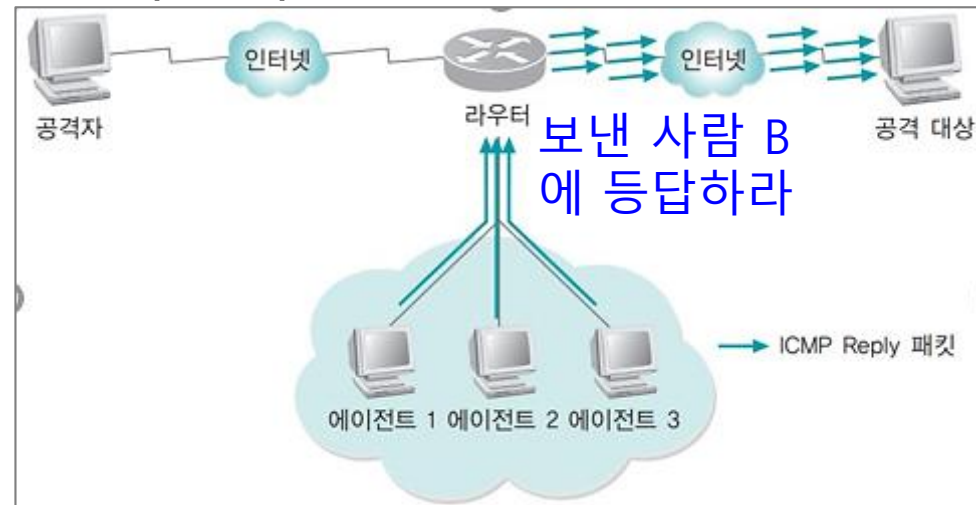 인터넷
인터넷
공격자
라우터
공격 대상
보낸 사람 B
에 등답하라
ICMP Reply 패킷
에이전트 1 에이전트 2 에이전트 3